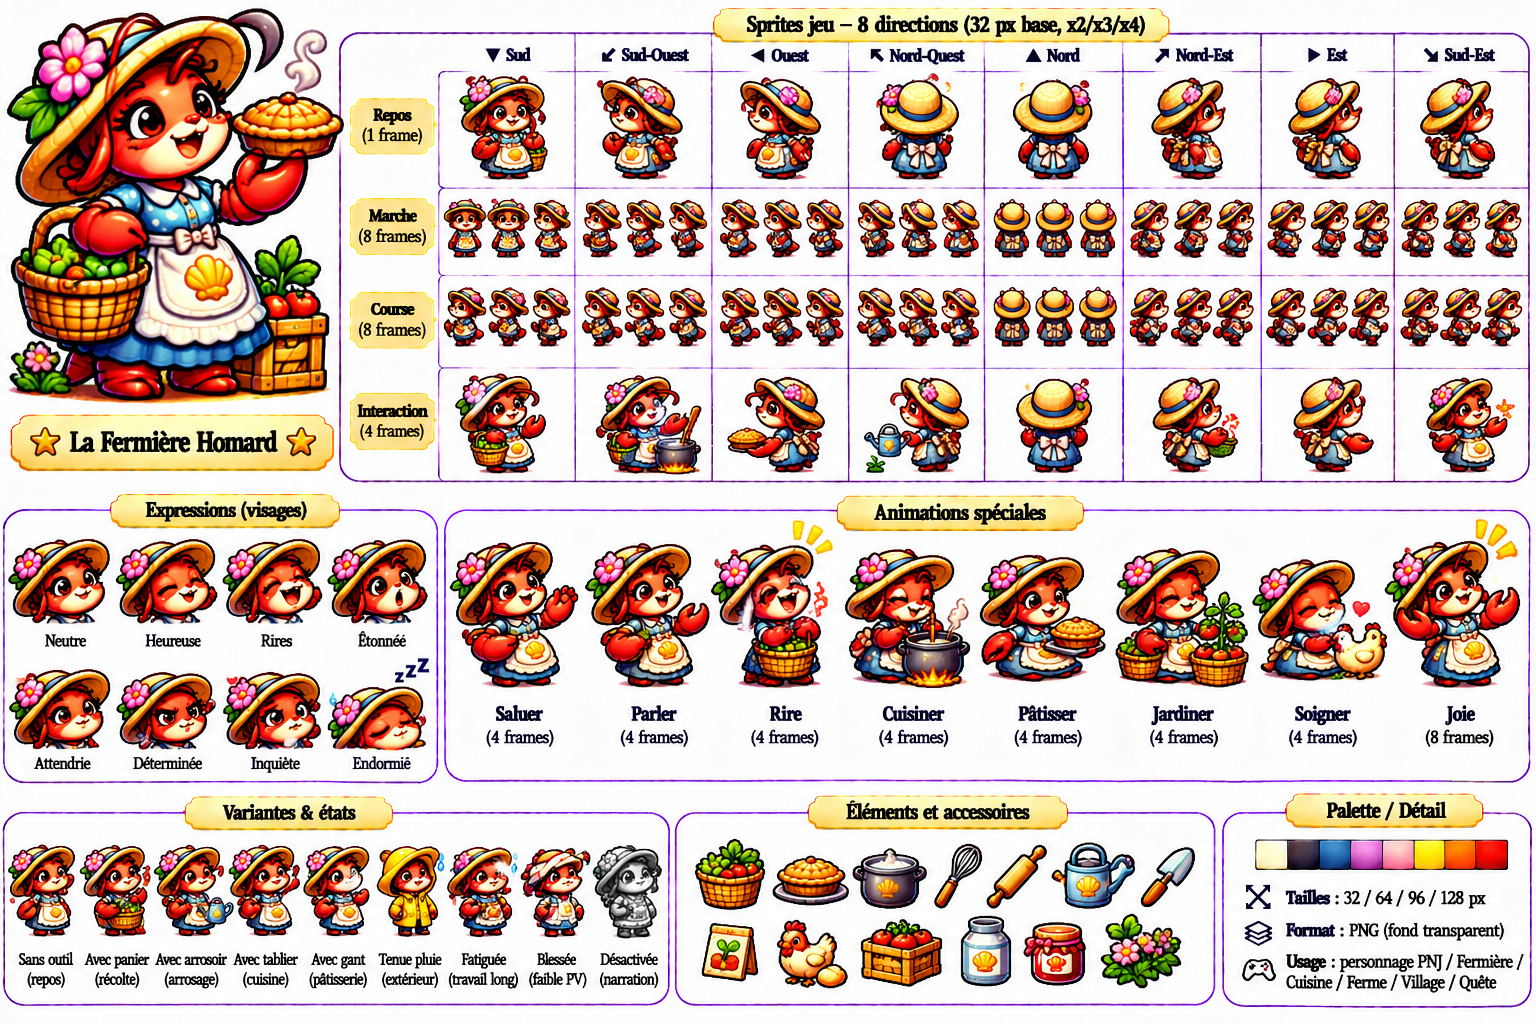 Sprites jeu – 8 directions (32 px base, x2/x3/x4)
Sud
Sud-Ouest
Ouest
Nord-Quest
Nord
Nord-Est
Est
Sud-Est
Repos
(1 frame)
Marche
(8 frames)
Course
(8 frames)
Interaction
(4 frames)
La Fermière Homard
Expressions (visages)
Neutre
Heureuse
Rires
Êtonnéé
Attendrie
Déterminée
Inquiète
zzZ
Endormiê
Animations spéciales
Saluer
(4 frames)
Parler
(4 frames)
Rire
(4 frames)
Cuisiner
(4 frames)
Pâtisser
(4 frames)
Jardiner
(4 frames)
Soigner
(4 frames)
Joie
(8 frames)
Variantes & états
Sans outil
(repos)
Avec panier
(récolte)
Avec arrosoir
(arrosage)
Avec tablier
(cuisine)
Avec gant
(pâtisserie)
Tenue pluie
(extérieur)
Fatiguée
(travail long)
Blessée
(faible PV)
Désactivée
(narration)
Êléments et accessoires
Palette / Détail
Tailles : 32 / 64 / 96 / 128 px
Format : PNG (fond transparent)
Usage : personnage PNJ / Fermière /
Cuisine / Ferme / Village / Quête